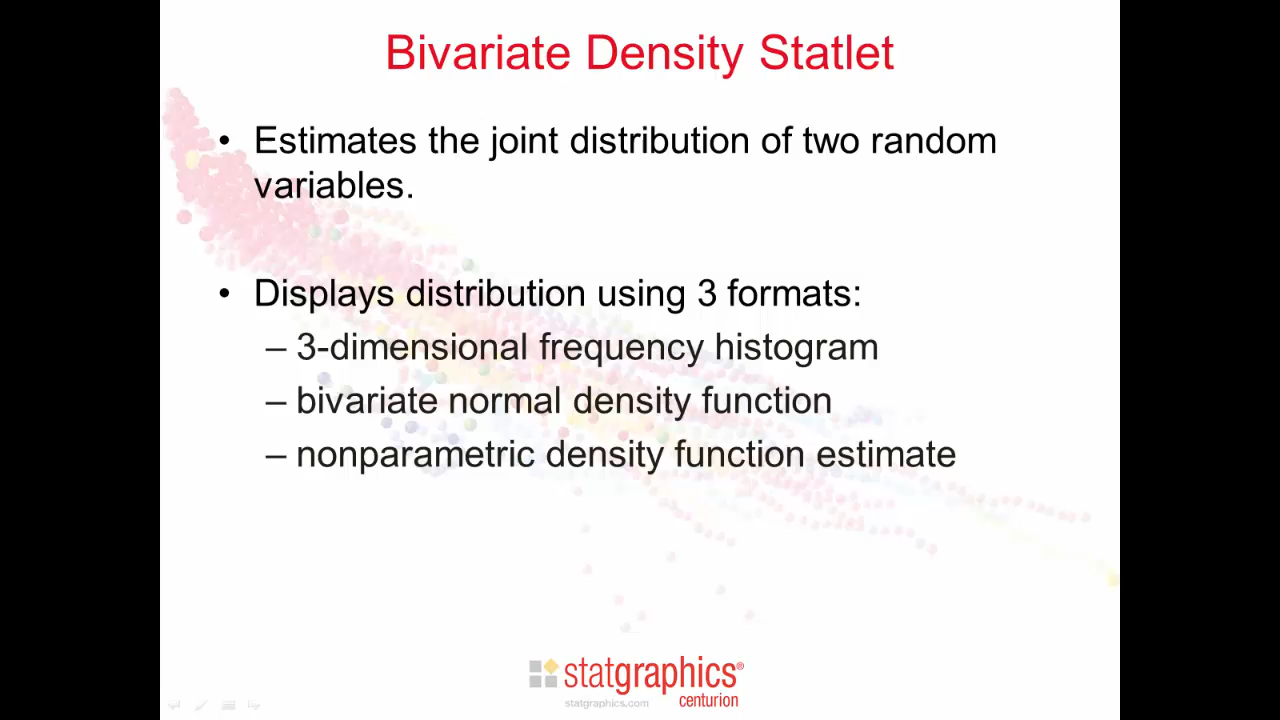 Bivariate Density Statlet
• Estimates the joint distribution of two random
variables.
• Displays distribution using 3 formats:
– 3-dimensional frequency histogram
– bivariate normal density function
– nonparametric density function estimate
statgraphics®
statgraphics.com centurion